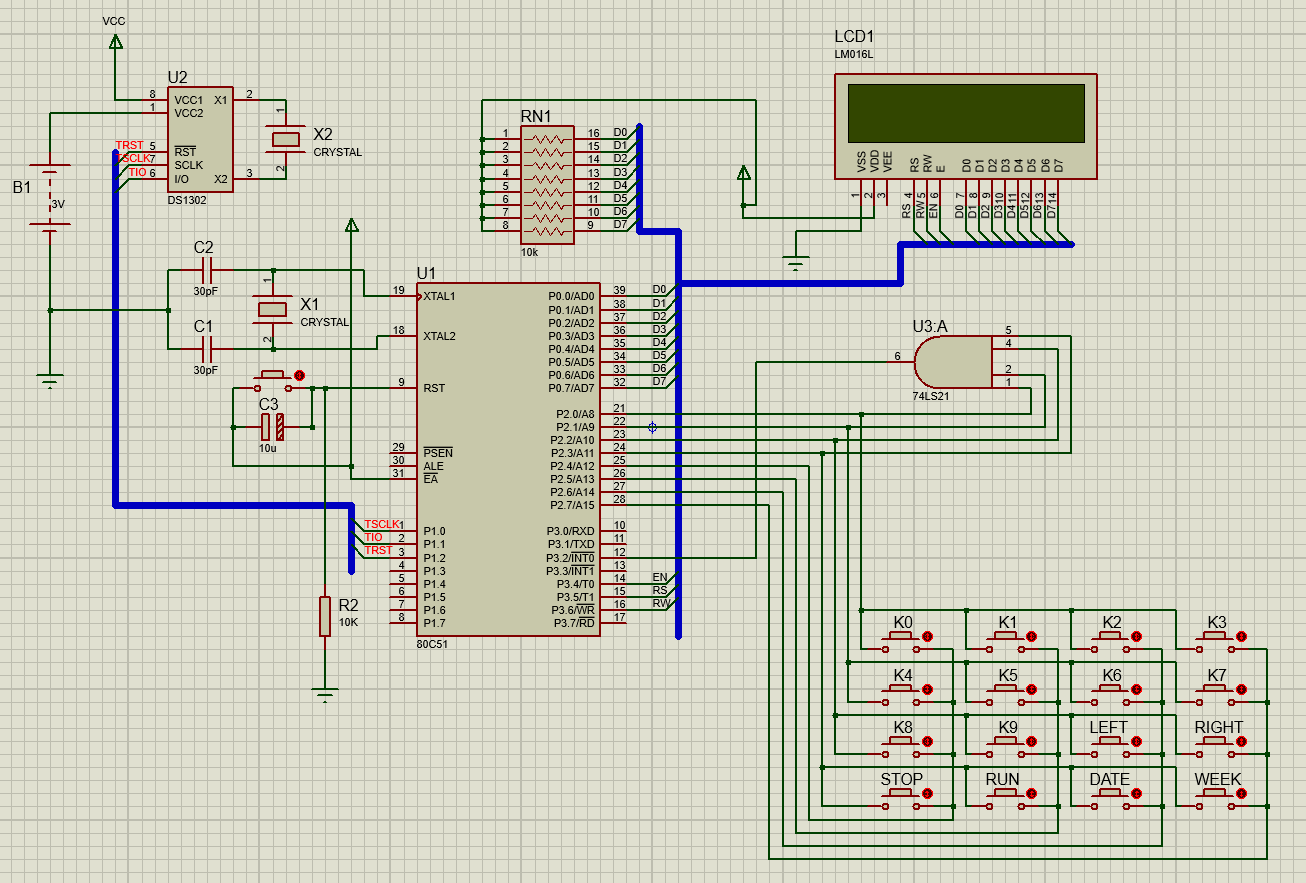 VCC
U2
8 VCC1 X1 2
1 VCC2
TRST 5 RST
TSCLK 7 SCLK
TIO 6 I/O X2 3
DS1302
1
X2
CRYSTAL
2
B1
3V
C2
30pF
1
X1
CRYSTAL
2
C1
30pF
C3
10u
R2
10K
RN1
1 16 D0
2 15 D1
3 14 D2
4 13 D3
5 12 D4
6 11 D5
7 10 D6
8 9 D7
10k
LCD1
LM016L
VSS VDD VEE RS RW E D0 D1 D2 D3 D4 D5 D6 D7
1 2 3 4 5 6 7 8 9 10 11 12 13 14
RS RW EN D0 D1 D2 D3 D4 D5 D6 D7
U1
19 XTAL1 P0.0/AD0 39 D0
P0.1/AD1 38 D1
P0.2/AD2 37 D2
18 XTAL2 P0.3/AD3 36 D3
P0.4/AD4 35 D4
P0.5/AD5 34 D5
P0.6/AD6 33 D6
9 RST P0.7/AD7 32 D7
P2.0/A8 21
P2.1/A9 22
P2.2/A10 23
29 PSEN P2.3/A11 24
30 ALE P2.4/A12 25
31 EA P2.5/A13 26
P2.6/A14 27
P2.7/A15 28
TSCLK 1 P1.0 P3.0/RXD 10
TIO 2 P1.1 P3.1/TXD 11
TRST 3 P1.2 P3.2/INT0 12
4 P1.3 P3.3/INT1 13
5 P1.4 P3.4/T0 14 EN
6 P1.5 P3.5/T1 15 RS
7 P1.6 P3.6/WR 16 RW
8 P1.7 P3.7/RD 17
80C51
U3:A
5
4
6
2
1
74LS21
K0 K1 K2 K3
K4 K5 K6 K7
K8 K9 LEFT RIGHT
STOP RUN DATE WEEK